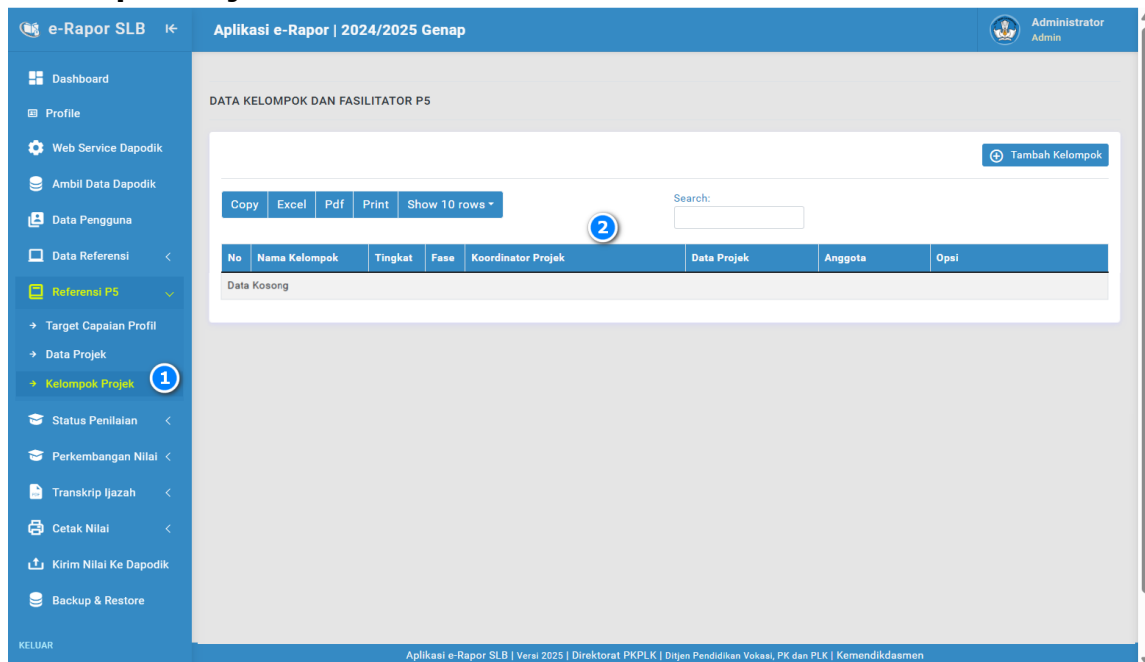 e-Rapor SLB
Aplikasi e-Rapor | 2024/2025 Genap
Administrator
Admin
Dashboard
Profile
Web Service Dapodik
Ambil Data Dapodik
Data Pengguna
Data Referensi
Referensi P5
Target Capaian Profil
Data Projek
Kelompok Projek
1
Status Penilaian
Perkembangan Nilai
Transkrip Ijazah
Cetak Nilai
Kirim Nilai Ke Dapodik
Backup & Restore
KELUAR
DATA KELOMPOK DAN FASILITATOR P5
Tambah Kelompok
Copy Excel Pdf Print Show 10 rows
Search:
2
No Nama Kelompok Tingkat Fase Koordinator Projek Data Projek Anggota Opsi
Data Kosong
Aplikasi e-Rapor SLB | Versi 2025 | Direktorat PKPLK | Ditjen Pendidikan Vokasi, PK dan PLK | Kemendikdasmen